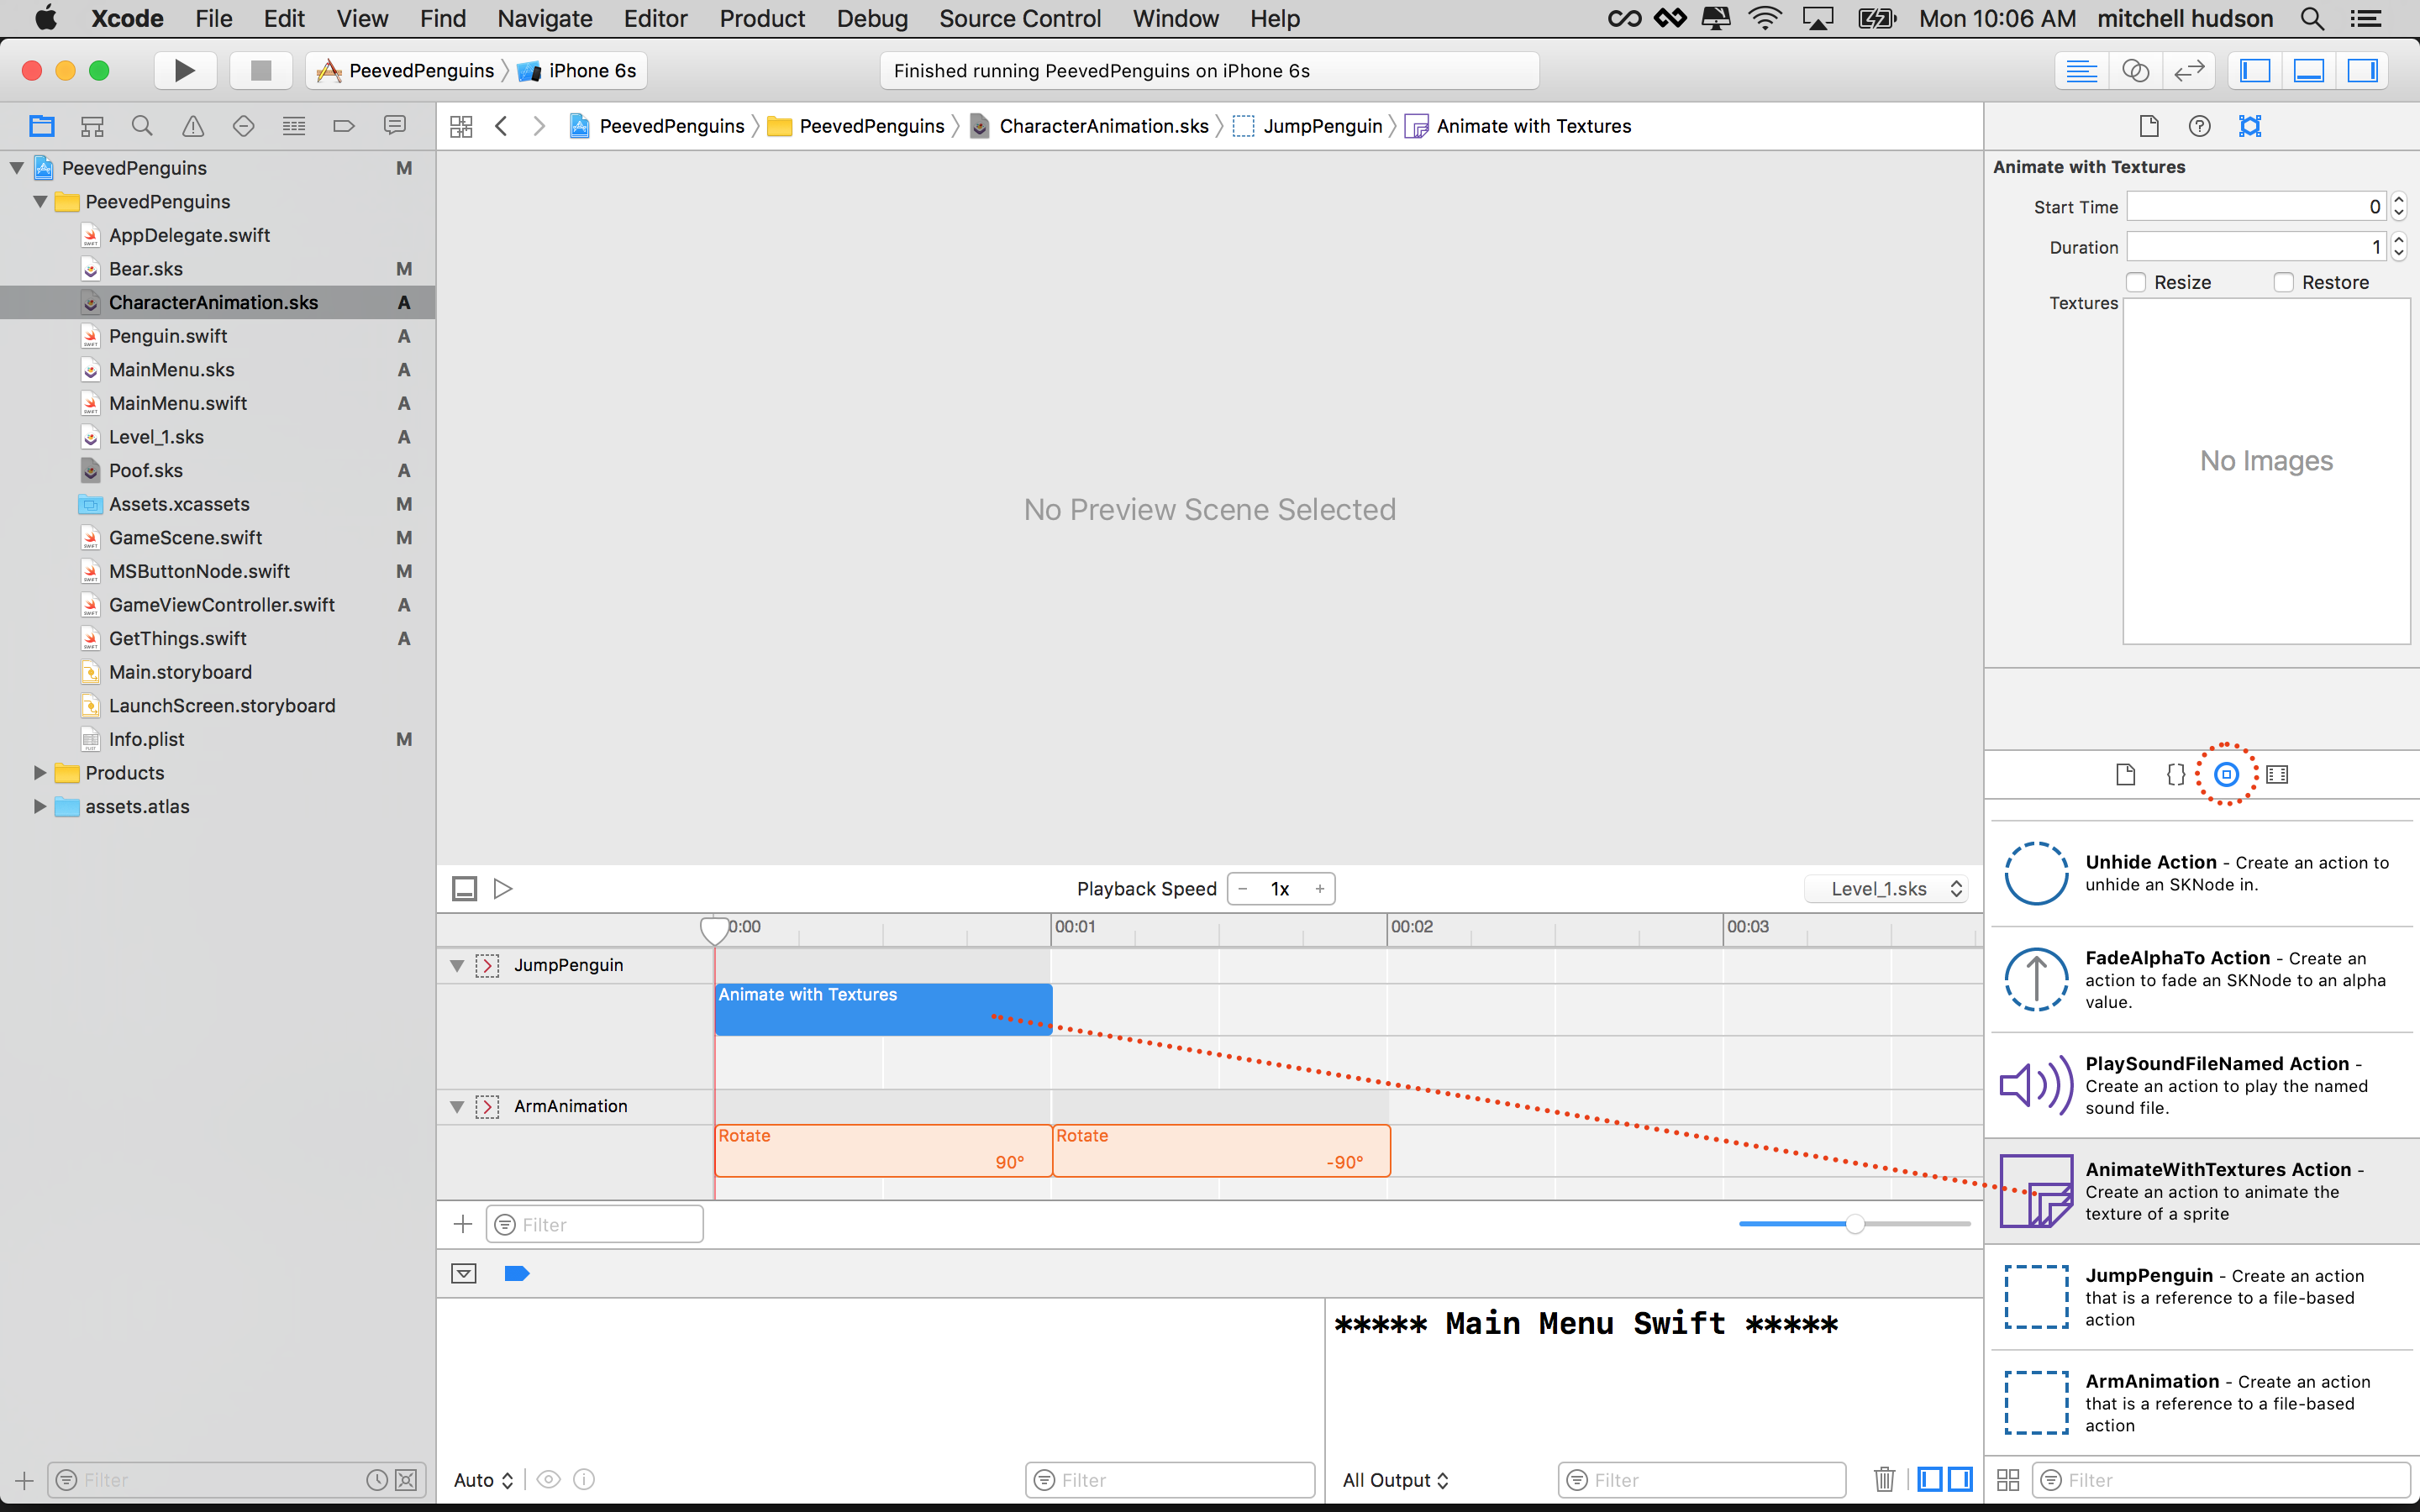 Xcode File Edit View Find Navigate Editor Product Debug Source Control Window Help Mon 10:06 AM mitchell hudson
PeevedPenguins iPhone 6s
Finished running PeevedPenguins on iPhone 6s
PeevedPenguins PeevedPenguins CharacterAnimation.sks JumpPenguin Animate with Textures
PeevedPenguins M
PeevedPenguins
AppDelegate.swift
Bear.sks M
CharacterAnimation.sks A
Penguin.swift A
MainMenu.sks A
MainMenu.swift A
Level_1.sks A
Poof.sks A
Assets.xcassets M
GameScene.swift M
MSButtonNode.swift M
GameViewController.swift A
GetThings.swift A
Main.storyboard
LaunchScreen.storyboard
Info.plist M
Products
assets.atlas
Filter
No Preview Scene Selected
Playback Speed - 1x + Level_1.sks
0:00 00:01 00:02 00:03
JumpPenguin
Animate with Textures
ArmAnimation
Rotate 90° Rotate -90°
Filter
***** Main Menu Swift *****
Auto Filter
All Output Filter
Animate with Textures
Start Time 0
Duration 1
Resize Restore
Textures
No Images
{}
Unhide Action - Create an action to
unhide an SKNode in.
FadeAlphaTo Action - Create an
action to fade an SKNode to an alpha
value.
PlaySoundFileNamed Action -
Create an action to play the named
sound file.
AnimateWithTextures Action -
Create an action to animate the
texture of a sprite
JumpPenguin - Create an action
that is a reference to a file-based
action
ArmAnimation - Create an action
that is a reference to a file-based
action
Filter